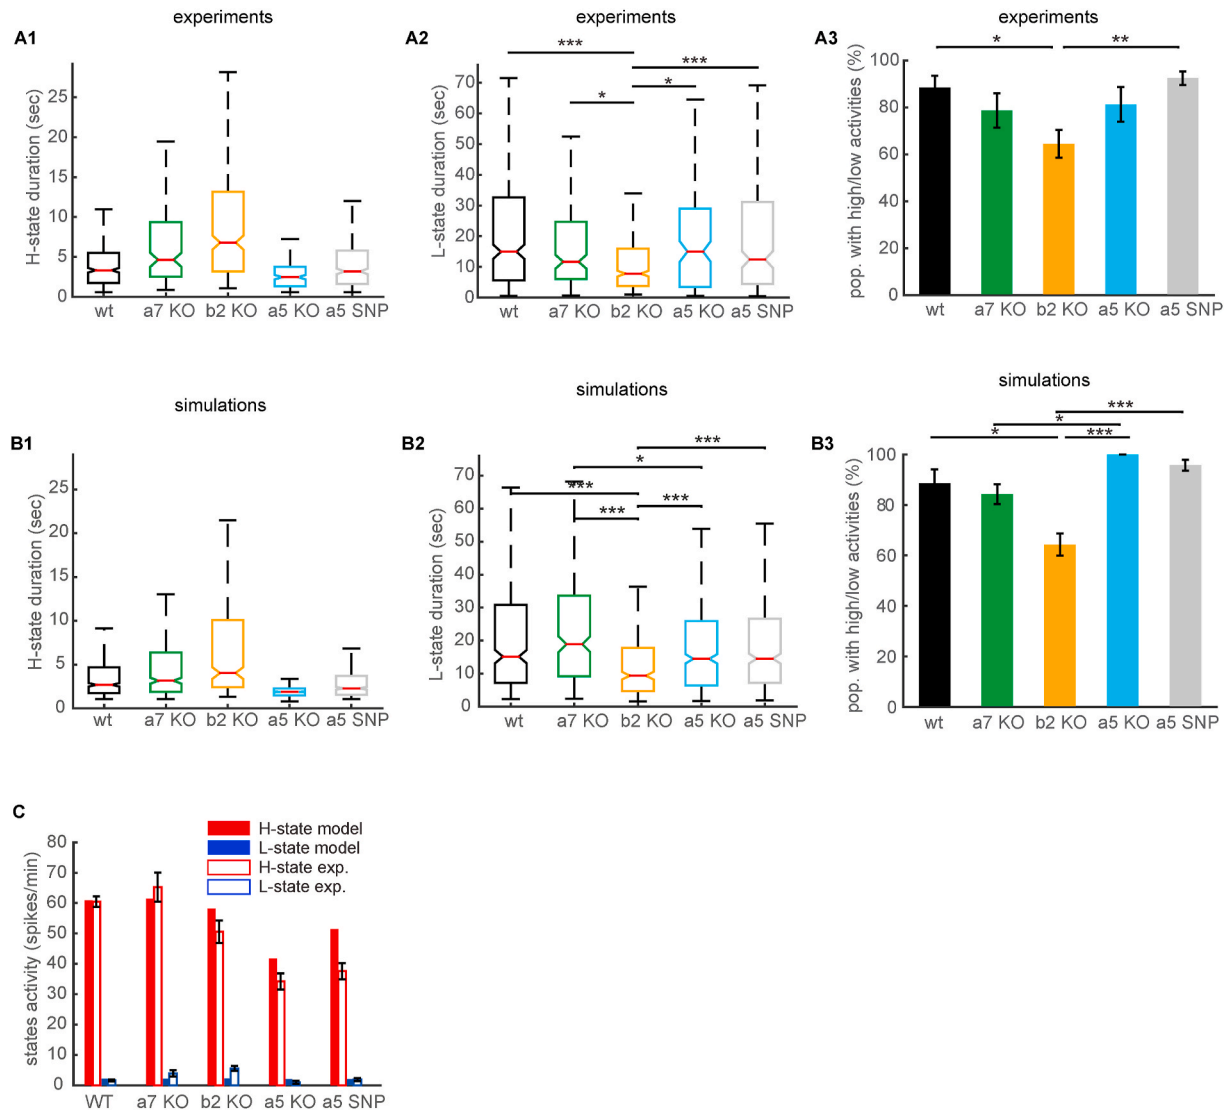 experiments
experiments
experiments
A1
A2
A3
H-state duration (sec)
25
20
15
10
5
0
wt a7 KO b2 KO a5 KO a5 SNP
L-state duration (sec)
70
60
50
40
30
20
10
0
***
***
*
*
wt a7 KO b2 KO a5 KO a5 SNP
pop. with high/low activities (%)
100
80
60
40
20
0
* **
wt a7 KO b2 KO a5 KO a5 SNP
simulations
simulations
simulations
B1
B2
B3
H-state duration (sec)
25
20
15
10
5
0
wt a7 KO b2 KO a5 KO a5 SNP
L-state duration (sec)
70
60
50
40
30
20
10
0
***
*
***
***
***
wt a7 KO b2 KO a5 KO a5 SNP
pop. with high/low activities (%)
100
80
60
40
20
0
***
*
* ***
wt a7 KO b2 KO a5 KO a5 SNP
C
states activity (spikes/min)
80
70
60
50
40
30
20
10
0
H-state model
L-state model
H-state exp.
L-state exp.
WT a7 KO b2 KO a5 KO a5 SNP